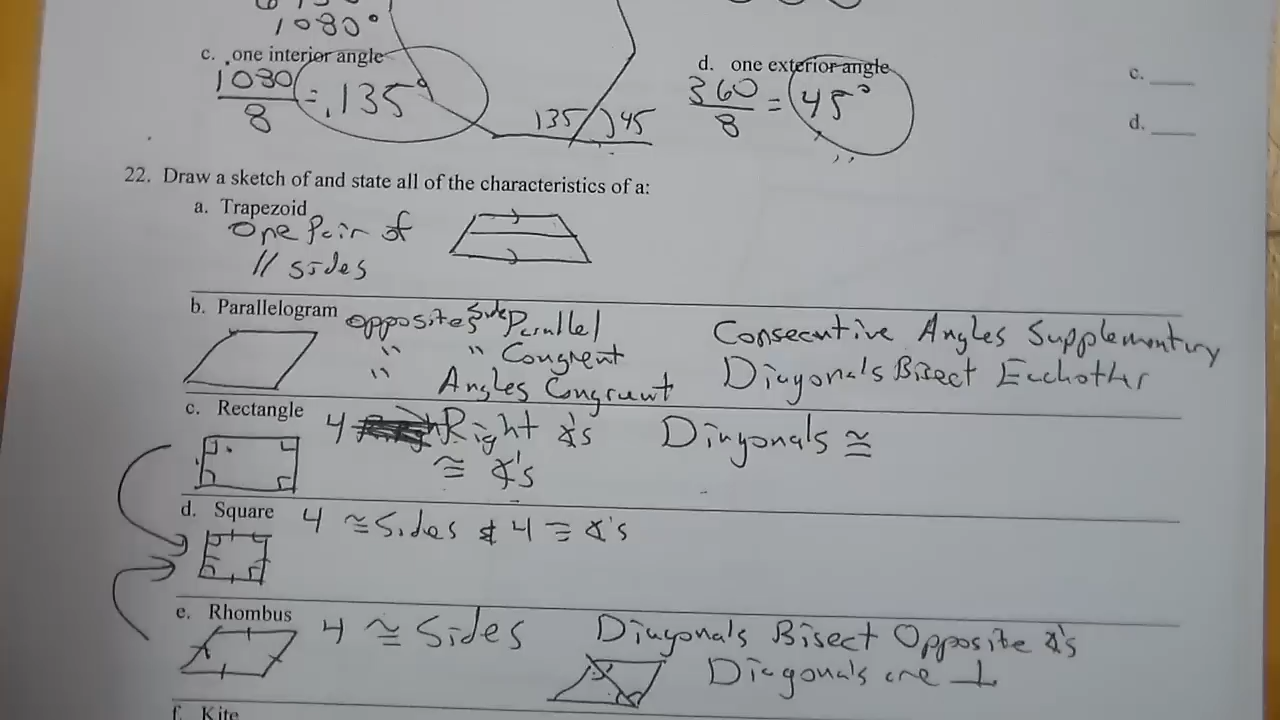 1080°
c. one interior angle
d. one exterior angle
c. ____
1080/8 = 135°
360/8 = 45°
135 45
d. ____
22. Draw a sketch of and state all of the characteristics of a:
a. Trapezoid
One Pair of
// sides
b. Parallelogram
opposites side Parallel
Consecutive Angles Supplementary
" " Congrent
Diagonals Bisect Eachother
" Angles Congruent
c. Rectangle
4 Right ∡'s
Diagonals ≅
≅ ∡'s
d. Square
4 ≅ Sides & 4 ≅ ∡'s
e. Rhombus
4 ≅ Sides
Diagonals Bisect Opposite ∡'s
Diagonals are ⊥
f. Kite